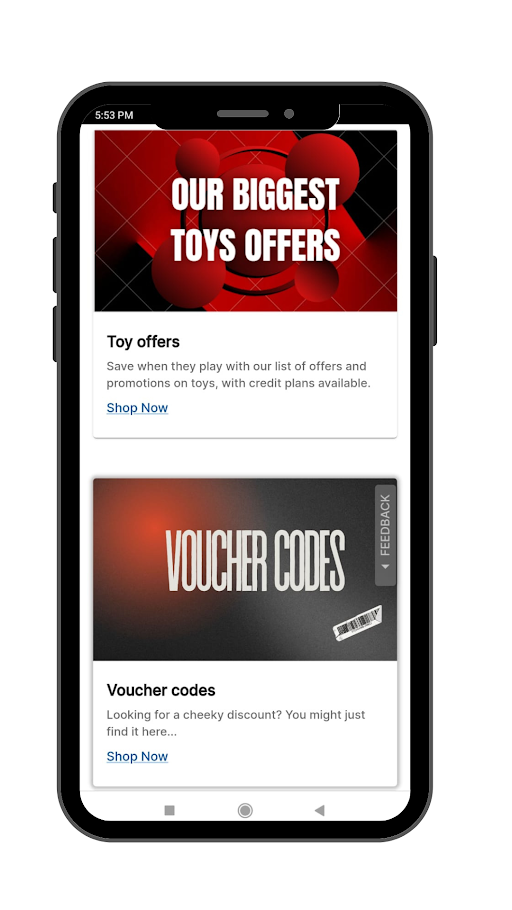 5:53 PM
OUR BIGGEST
TOYS OFFERS
Toy offers
Save when they play with our list of offers and
promotions on toys, with credit plans available.
Shop Now
FEEDBACK
VOUCHER CODES
Voucher codes
Looking for a cheeky discount? You might just
find it here...
Shop Now